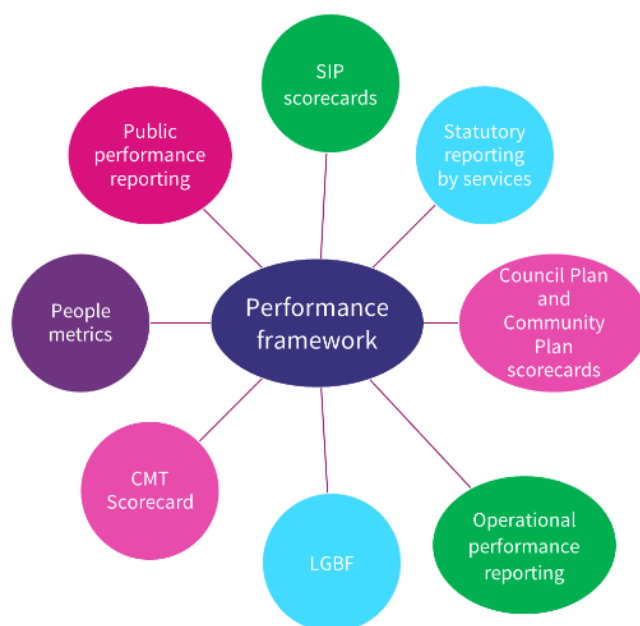 SIP
scorecards
Public
performance
reporting
Statutory
reporting
by services
Council Plan
and
Community
Plan
scorecards
People
metrics
Performance
framework
CMT
Scorecard
LGBF
Operational
performance
reporting